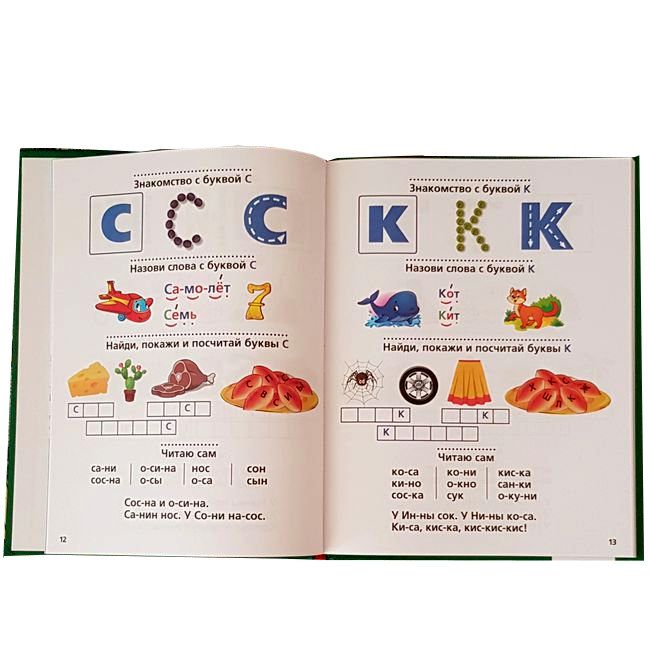 Знакомство с буквой С
С С С
Назови слова с буквой С
Са-мо-лёт
Семь
7
Найди, покажи и посчитай буквы С
С
С
С
Читаю сам
са-ни о-си-на нос сон
сос-на о-сы о-са сын
Сос-на и о-си-на.
Са-нин нос. У Со-ни на-сос.
12
Знакомство с буквой К
К К К
Назови слова с буквой К
Кот
Кит
Найди, покажи и посчитай буквы К
К
К
К
Читаю сам
ко-са ко-ни кис-ка
ки-но о-кно сан-ки
сос-ка сук о-ку-ни
У Ин-ны сок. У Ни-ны ко-са.
Ки-са, кис-ка, кис-кис-кис!
13